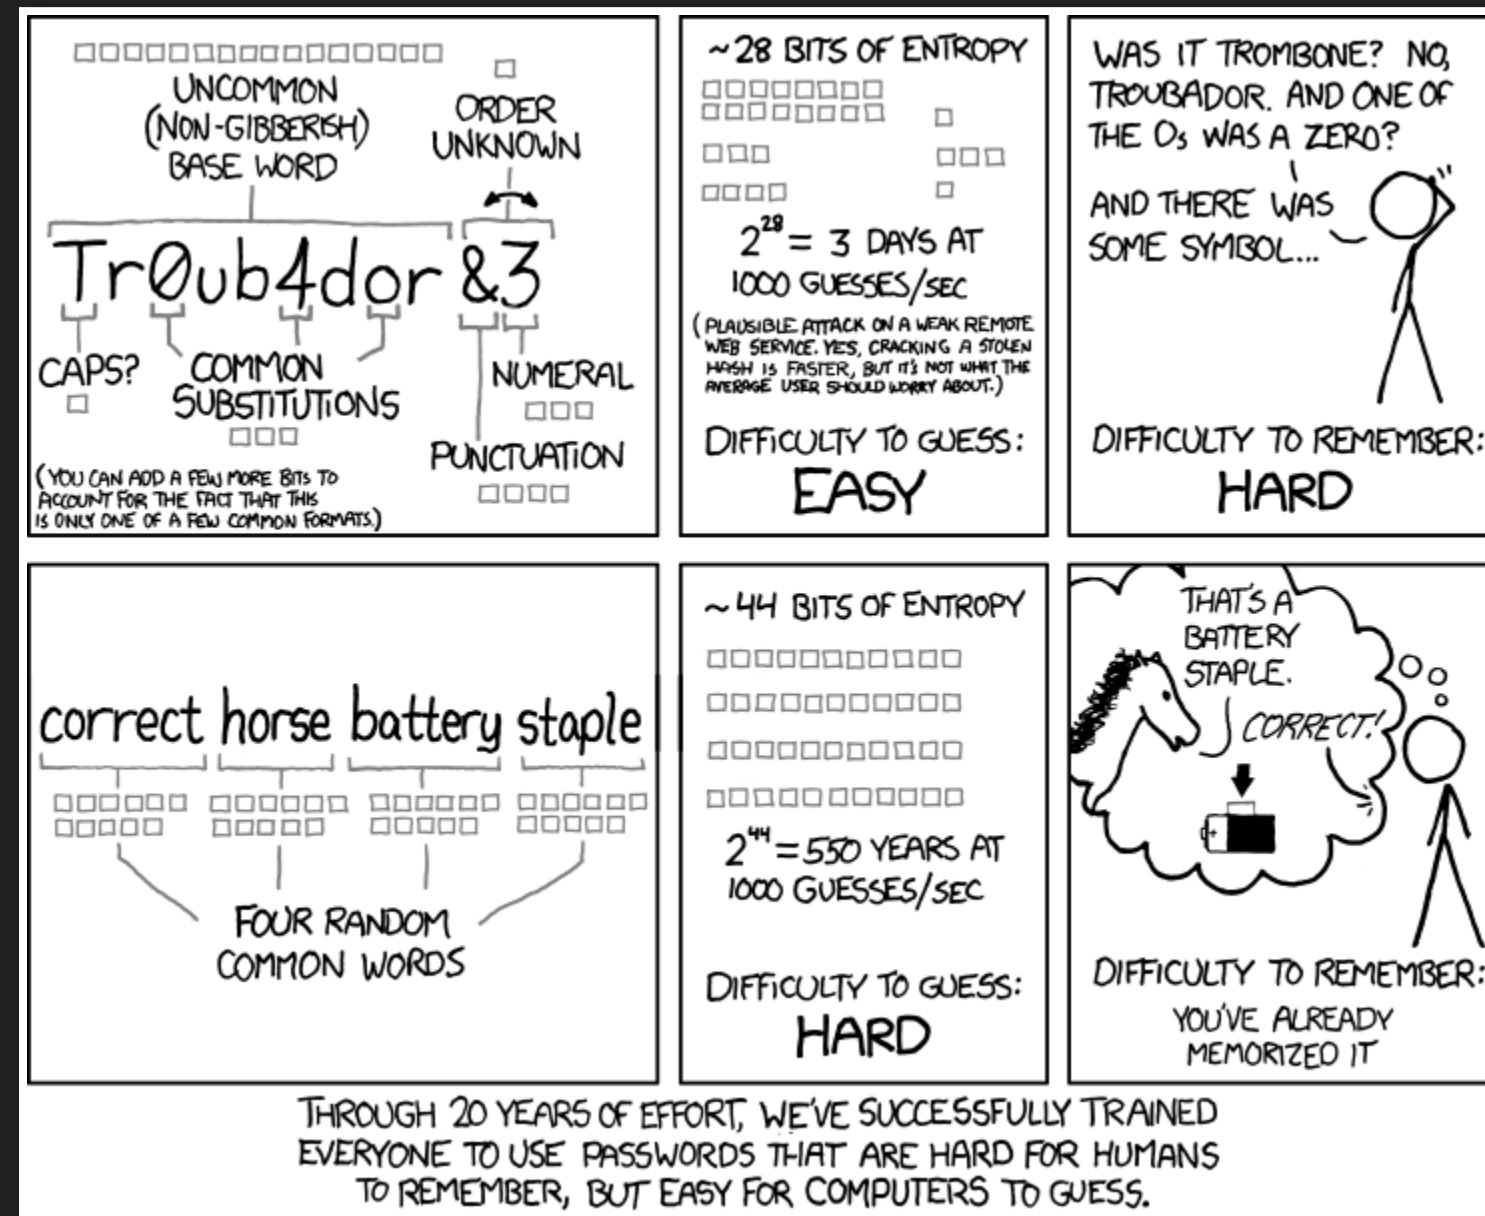 UNCOMMON
(NON-GIBBERISH)
BASE WORD
ORDER
UNKNOWN
Tr0ub4dor &3
CAPS?
COMMON
SUBSTITUTIONS
NUMERAL
PUNCTUATION
(YOU CAN ADD A FEW MORE BITS TO
ACCOUNT FOR THE FACT THAT THIS
IS ONLY ONE OF A FEW COMMON FORMATS.)
~28 BITS OF ENTROPY
2²⁸ = 3 DAYS AT
1000 GUESSES/SEC
(PLAUSIBLE ATTACK ON A WEAK REMOTE
WEB SERVICE. YES, CRACKING A STOLEN
HASH IS FASTER, BUT IT'S NOT WHAT THE
AVERAGE USER SHOULD WORRY ABOUT.)
DIFFICULTY TO GUESS:
EASY
WAS IT TROMBONE? NO,
TROUBADOR. AND ONE OF
THE Os WAS A ZERO?
AND THERE WAS
SOME SYMBOL...
DIFFICULTY TO REMEMBER:
HARD
correct horse battery staple
FOUR RANDOM
COMMON WORDS
~44 BITS OF ENTROPY
2⁴⁴ = 550 YEARS AT
1000 GUESSES/SEC
DIFFICULTY TO GUESS:
HARD
THAT'S A
BATTERY
STAPLE.
CORRECT!
+
DIFFICULTY TO REMEMBER:
YOU'VE ALREADY
MEMORIZED IT
THROUGH 20 YEARS OF EFFORT, WE'VE SUCCESSFULLY TRAINED
EVERYONE TO USE PASSWORDS THAT ARE HARD FOR HUMANS
TO REMEMBER, BUT EASY FOR COMPUTERS TO GUESS.